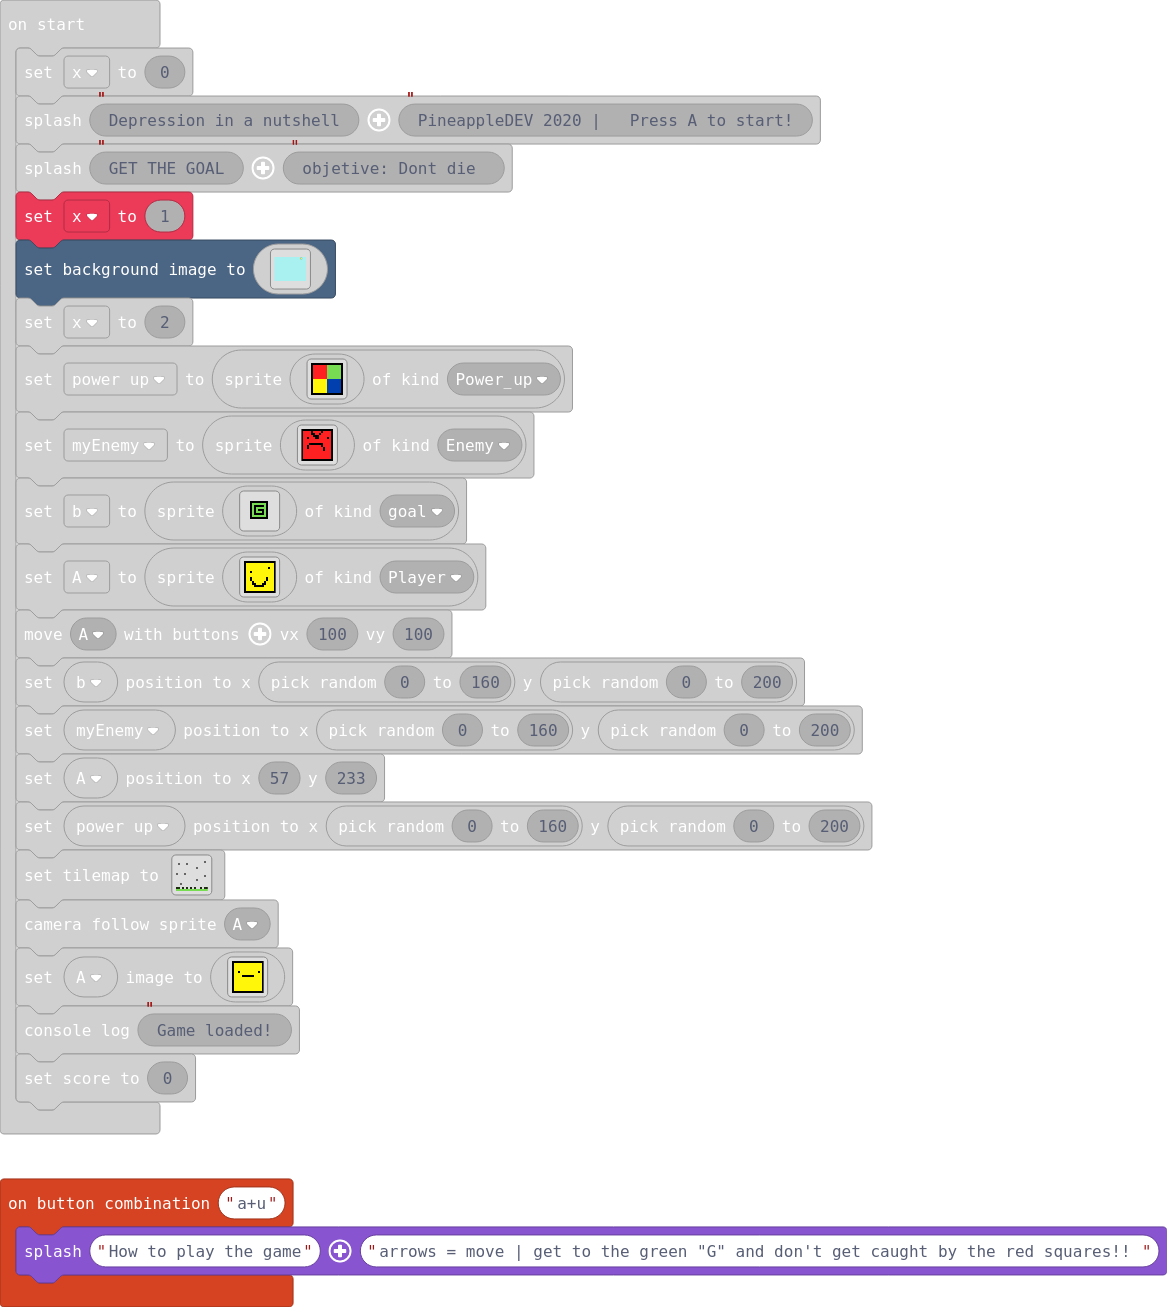 on start
set x to 0
splash "Depression in a nutshell "PineappleDEV 2020 |   Press A to start!
splash "GET THE GOAL "objetive: Dont die
set x to 1
set background image to
set x to 2
set power up to sprite of kind Power_up
set myEnemy to sprite of kind Enemy
set b to sprite of kind goal
set A to sprite of kind Player
move A with buttons vx 100 vy 100
set b position to x pick random 0 to 160 y pick random 0 to 200
set myEnemy position to x pick random 0 to 160 y pick random 0 to 200
set A position to x 57 y 233
set power up position to x pick random 0 to 160 y pick random 0 to 200
set tilemap to
camera follow sprite A
set A image to
console log "Game loaded!
set score to 0
on button combination "a+u"
splash "How to play the game" "arrows = move | get to the green "G" and don't get caught by the red squares!! "